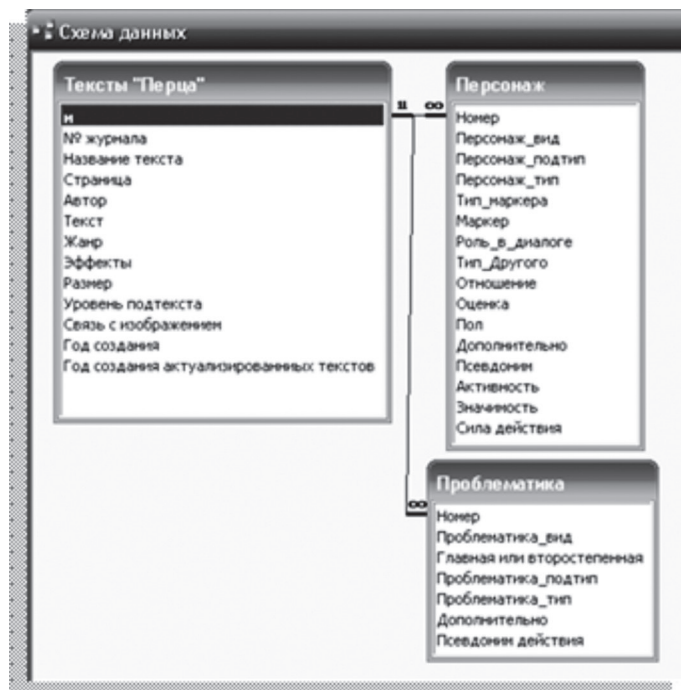 Схема данных
Тексты "Перца"
н
№ журнала
Название текста
Страница
Автор
Текст
Жанр
Эффекты
Размер
Уровень подтекста
Связь с изображением
Год создания
Год создания актуализированных текстов
1 1 ∞
Персонаж
Номер
Персонаж_вид
Персонаж_подтип
Персонаж_тип
Тип_маркера
Маркер
Роль_в_диалоге
Тип_Другого
Отношение
Оценка
Пол
Дополнительно
Псевдоним
Активность
Значимость
Сила действия
∞
Проблематика
Номер
Проблематика_вид
Главная или второстепенная
Проблематика_подтип
Проблематика_тип
Дополнительно
Псевдоним действия